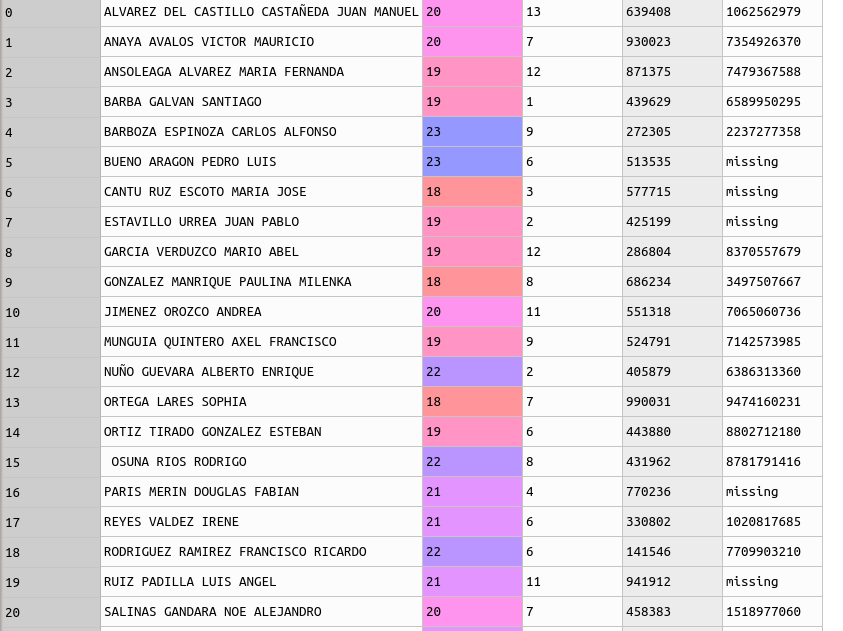 0 ALVAREZ DEL CASTILLO CASTAÑEDA JUAN MANUEL 20 13 639408 1062562979
1 ANAYA AVALOS VICTOR MAURICIO 20 7 930023 7354926370
2 ANSOLEAGA ALVAREZ MARIA FERNANDA 19 12 871375 7479367588
3 BARBA GALVAN SANTIAGO 19 1 439629 6589950295
4 BARBOZA ESPINOZA CARLOS ALFONSO 23 9 272305 2237277358
5 BUENO ARAGON PEDRO LUIS 23 6 513535 missing
6 CANTU RUZ ESCOTO MARIA JOSE 18 3 577715 missing
7 ESTAVILLO URREA JUAN PABLO 19 2 425199 missing
8 GARCIA VERDUZCO MARIO ABEL 19 12 286804 8370557679
9 GONZALEZ MANRIQUE PAULINA MILENKA 18 8 686234 3497507667
10 JIMENEZ OROZCO ANDREA 20 11 551318 7065060736
11 MUNGUIA QUINTERO AXEL FRANCISCO 19 9 524791 7142573985
12 NUÑO GUEVARA ALBERTO ENRIQUE 22 2 405879 6386313360
13 ORTEGA LARES SOPHIA 18 7 990031 9474160231
14 ORTIZ TIRADO GONZALEZ ESTEBAN 19 6 443880 8802712180
15 OSUNA RIOS RODRIGO 22 8 431962 8781791416
16 PARIS MERIN DOUGLAS FABIAN 21 4 770236 missing
17 REYES VALDEZ IRENE 21 6 330802 1020817685
18 RODRIGUEZ RAMIREZ FRANCISCO RICARDO 22 6 141546 7709903210
19 RUIZ PADILLA LUIS ANGEL 21 11 941912 missing
20 SALINAS GANDARA NOE ALEJANDRO 20 7 458383 1518977060